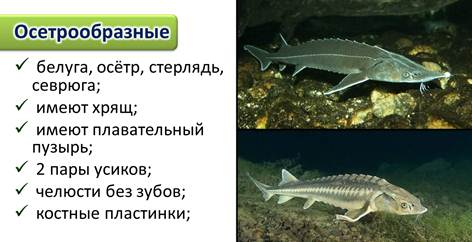 Осетрообразные
✓ белуга, осётр, стерлядь,
севрюга;
✓ имеют хрящ;
✓ имеют плавательный
пузырь;
✓ 2 пары усиков;
✓ челюсти без зубов;
✓ костные пластинки;